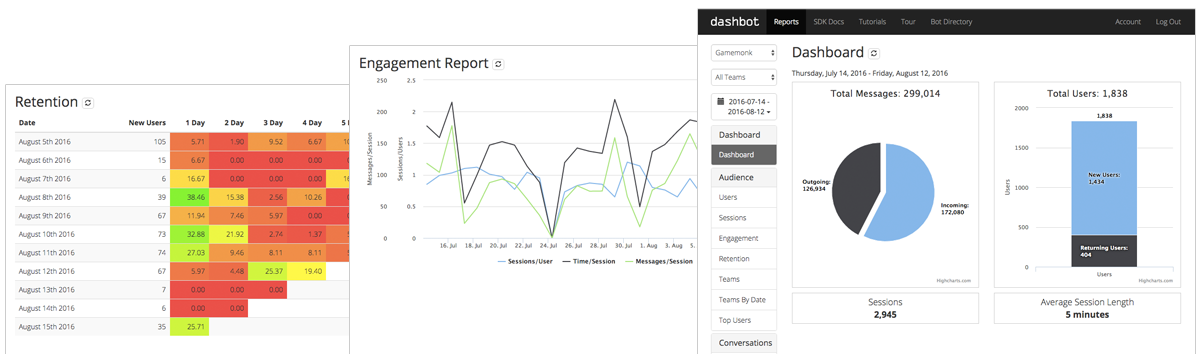 Retention
Date New Users 1 Day 2 Day 3 Day 4 Day 5
August 5th 2016 105 5.71 1.90 9.52 6.67 10
August 6th 2016 15 6.67 0.00 0.00 0.00
August 7th 2016 6 16.67 0.00 0.00 0.00 16
August 8th 2016 39 38.46 15.38 2.56 10.26
August 9th 2016 67 11.94 7.46 5.97 0.00
August 10th 2016 73 32.88 21.92 2.74 1.37
August 11th 2016 74 27.03 9.46 8.11 8.11
August 12th 2016 67 5.97 4.48 25.37 19.40
August 13th 2016 7 0.00 0.00 0.00
August 14th 2016 6 0.00 0.00
August 15th 2016 35 25.71
Engagement Report
250 2.5
200 2
150 1.5
100 1
50 0.5
0 0
Messages/Session
Sessions/Users
16. Jul 18. Jul 20. Jul 22. Jul 24. Jul 26. Jul 28. Jul 30. Jul 1. Aug 3. Aug 5.
Sessions/User Time/Session Messages/Session
dashbot Reports SDK Docs Tutorials Tour Bot Directory Account Log Out
Gamemonk
All Teams
2016-07-14 -
2016-08-12
Dashboard
Dashboard
Audience
Users
Sessions
Engagement
Retention
Teams
Teams By Date
Top Users
Conversations
Dashboard
Thursday, July 14, 2016 - Friday, August 12, 2016
Total Messages: 299,014
Outgoing:
126,934
Incoming:
172,080
Highcharts.com
Total Users: 1,838
2000
1500
1000
500
0
Users
1,838
New Users:
1,434
Returning Users:
404
Users
Highcharts.com
Sessions
2,945
Average Session Length
5 minutes